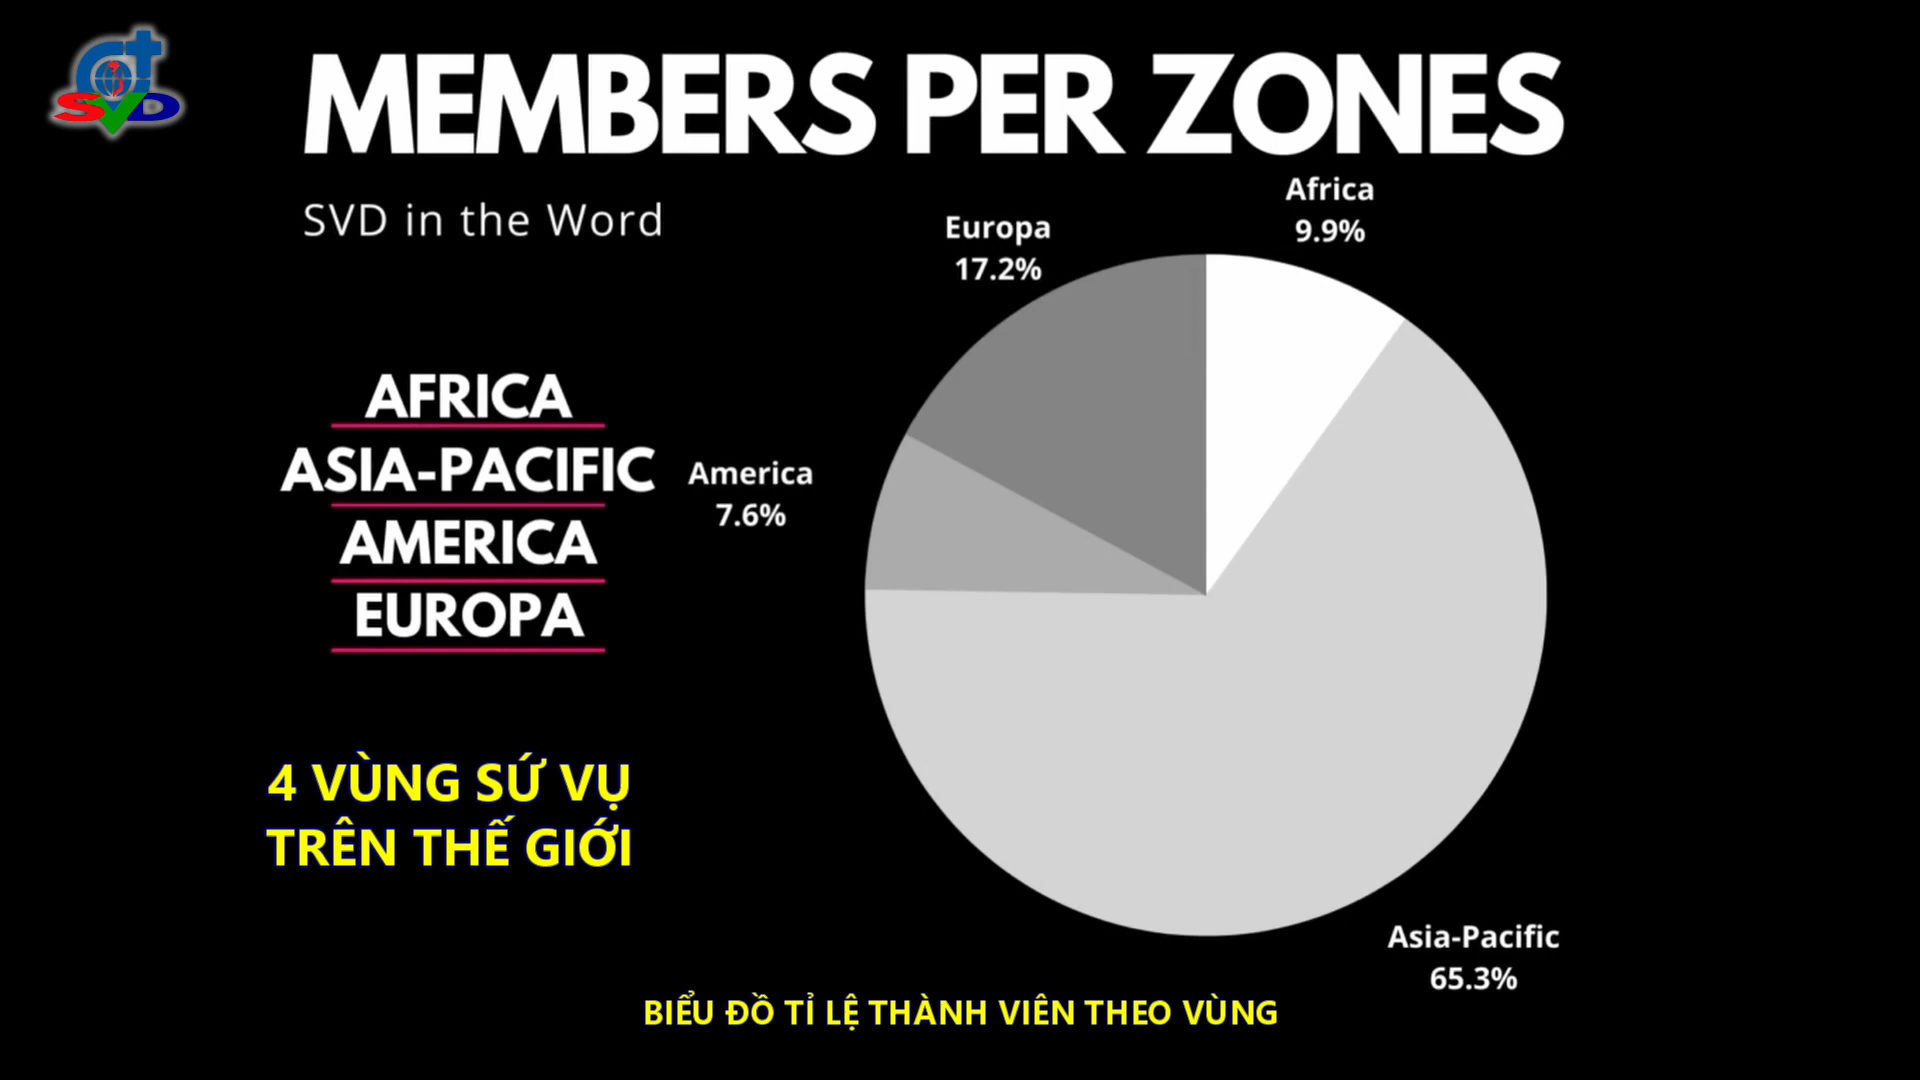 SVD
MEMBERS PER ZONES
SVD in the Word
Africa
9.9%
Europa
17.2%
AFRICA
ASIA-PACIFIC
AMERICA
EUROPA
America
7.6%
4 VÙNG SỨ VỤ
TRÊN THẾ GIỚI
Asia-Pacific
65.3%
BIỂU ĐỒ TỈ LỆ THÀNH VIÊN THEO VÙNG